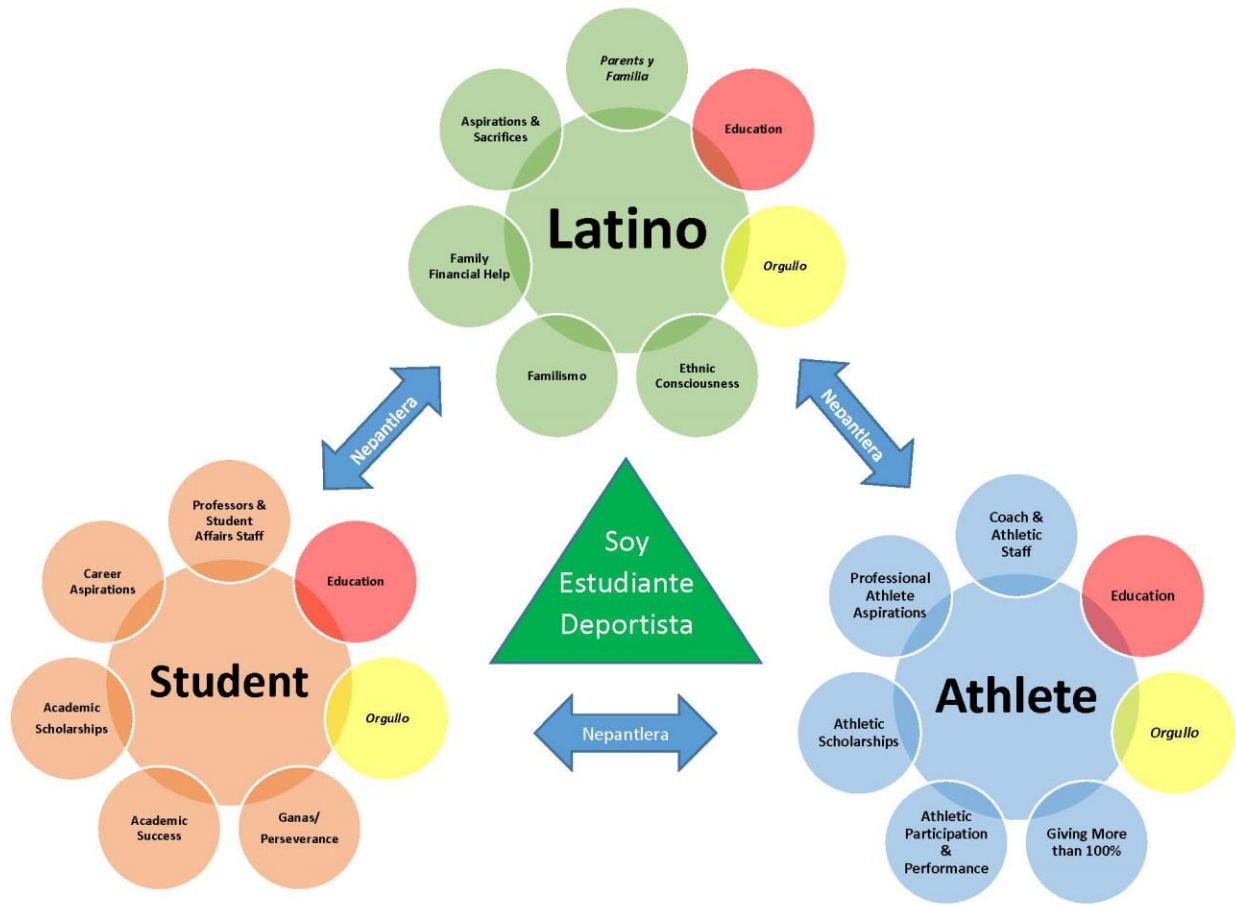 Parents y
Familia
Education
Orgullo
Ethnic
Consciousness
Familismo
Family
Financial Help
Aspirations &
Sacrifices
Latino
Nepantlera
Nepantlera
Soy
Estudiante
Deportista
Nepantlera
Professors &
Student
Affairs Staff
Education
Orgullo
Ganas/
Perseverance
Academic
Success
Academic
Scholarships
Career
Aspirations
Student
Coach &
Athletic
Staff
Education
Orgullo
Giving More
than 100%
Athletic
Participation
&
Performance
Athletic
Scholarships
Professional
Athlete
Aspirations
Athlete